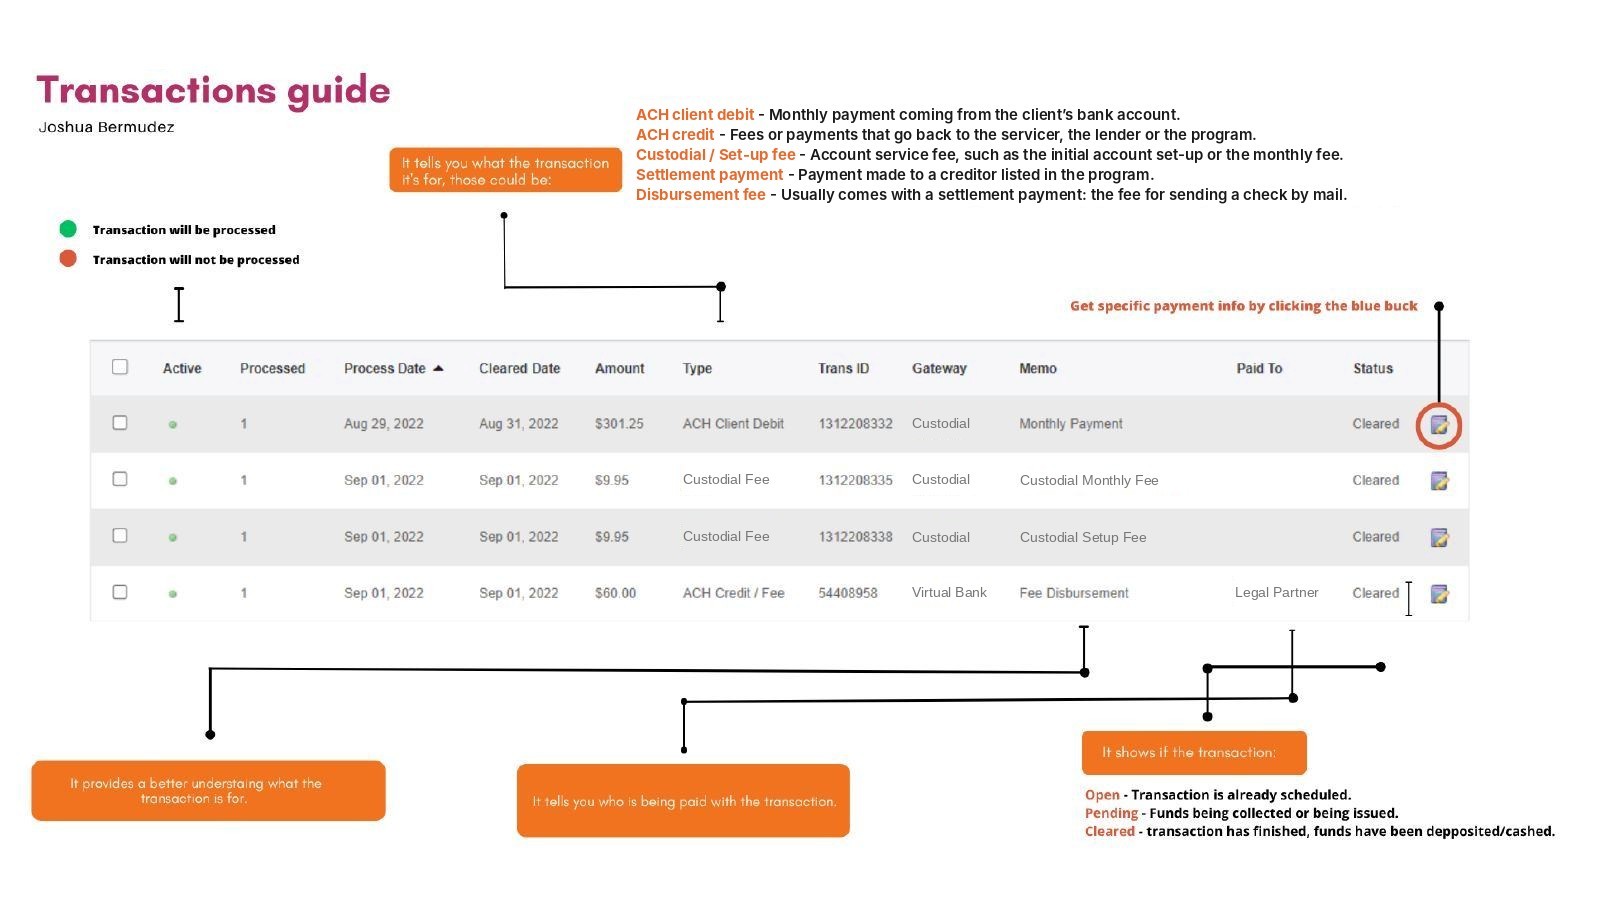 Transactions guide
Joshua Bermudez
ACH client debit - Monthly payment coming from the client's bank account.
ACH credit - Fees or payments that go back to the servicer, the lender or the program.
Custodial / Set-up fee - Account service fee, such as the initial account set-up or the monthly fee.
Settlement payment - Payment made to a creditor listed in the program.
Disbursement fee - Usually comes with a settlement payment: the fee for sending a check by mail.
It tells you what the transaction
it's for, those could be:
Transaction will be processed
Transaction will not be processed
Get specific payment info by clicking the blue buck
Active Processed Process Date Cleared Date Amount Type Trans ID Gateway Memo Paid To Status
1 Aug 29, 2022 Aug 31, 2022 $301.25 ACH Client Debit 1312208332 Custodial Monthly Payment Cleared
1 Sep 01, 2022 Sep 01, 2022 $9.95 Custodial Fee 1312208335 Custodial Custodial Monthly Fee Cleared
1 Sep 01, 2022 Sep 01, 2022 $9.95 Custodial Fee 1312208338 Custodial Custodial Setup Fee Cleared
1 Sep 01, 2022 Sep 01, 2022 $60.00 ACH Credit / Fee 54408958 Virtual Bank Fee Disbursement Legal Partner Cleared
It provides a better understaing what the
transaction is for.
It tells you who is being paid with the transaction.
It shows if the transaction:
Open - Transaction is already scheduled.
Pending - Funds being collected or being issued.
Cleared - transaction has finished, funds have been depposited/cashed.